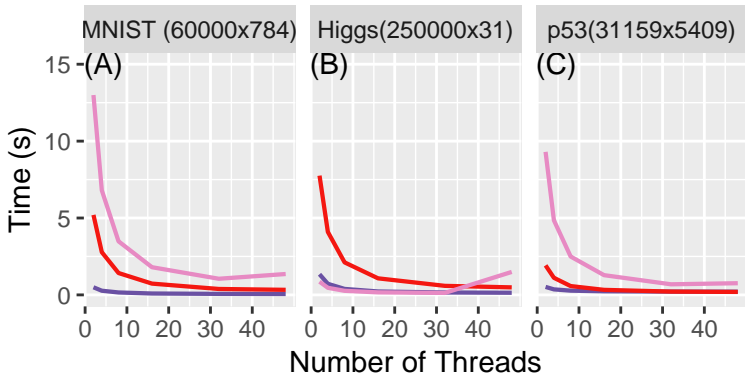 MNIST (60000x784) Higgs(250000x31) p53(31159x5409)
(A) (B) (C)
15
10
5
0
Time (s)
0 10 20 30 40 0 10 20 30 40 0 10 20 30 40
Number of Threads